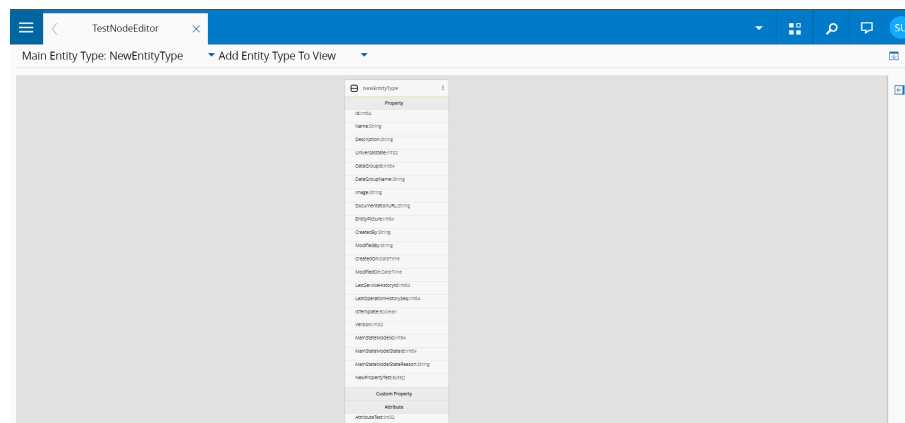 TestNodeEditor
SU
Main Entity Type: NewEntityType
Add Entity Type To View
NewEntityType
Property
Id:Int64
Name:String
Description:String
UniversalState:Int32
DataGroupId:Int64
DataGroupName:String
Image:String
DocumentationURL:String
EntityPicture:Int64
CreatedBy:String
ModifiedBy:String
CreatedOn:DateTime
ModifiedOn:DateTime
LastServiceHistoryId:Int64
LastOperationHistorySeq:Int64
IsTemplate:Boolean
Version:Int32
MainStateModelId:Int64
MainStateModelStateId:Int64
MainStateModelStateReason:String
NewPropertyTest:Byte[]
Custom Property
Attribute
AttributeTest:Int32